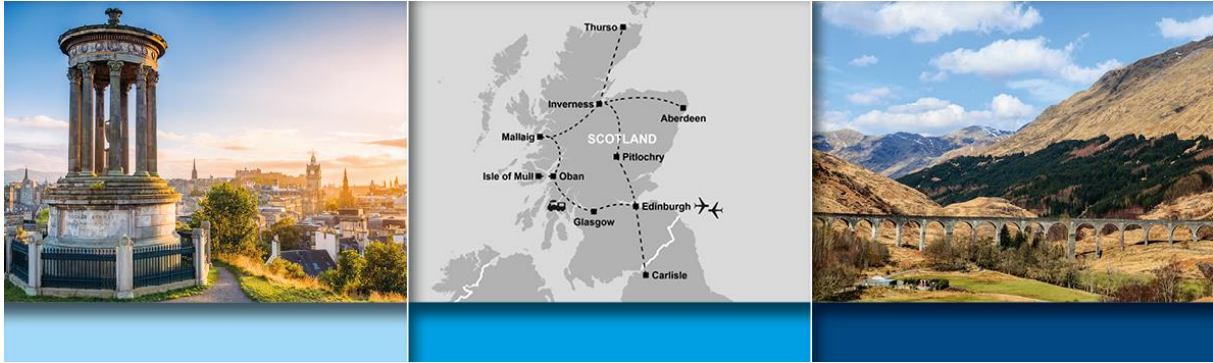 Thurso
Inverness
Aberdeen
Mallaig
SCOTLAND
Pitlochry
Isle of Mull
Oban
Edinburgh
Glasgow
Carlisle